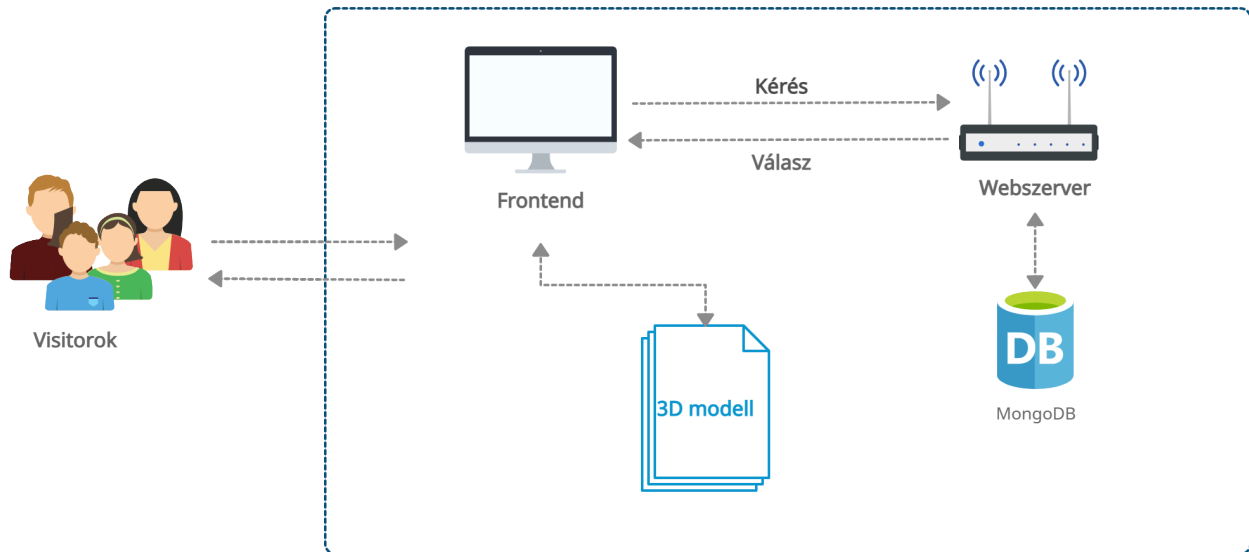 Kérés
Válasz
Frontend
Webszerver
Visitorok
3D modell
DB
MongoDB